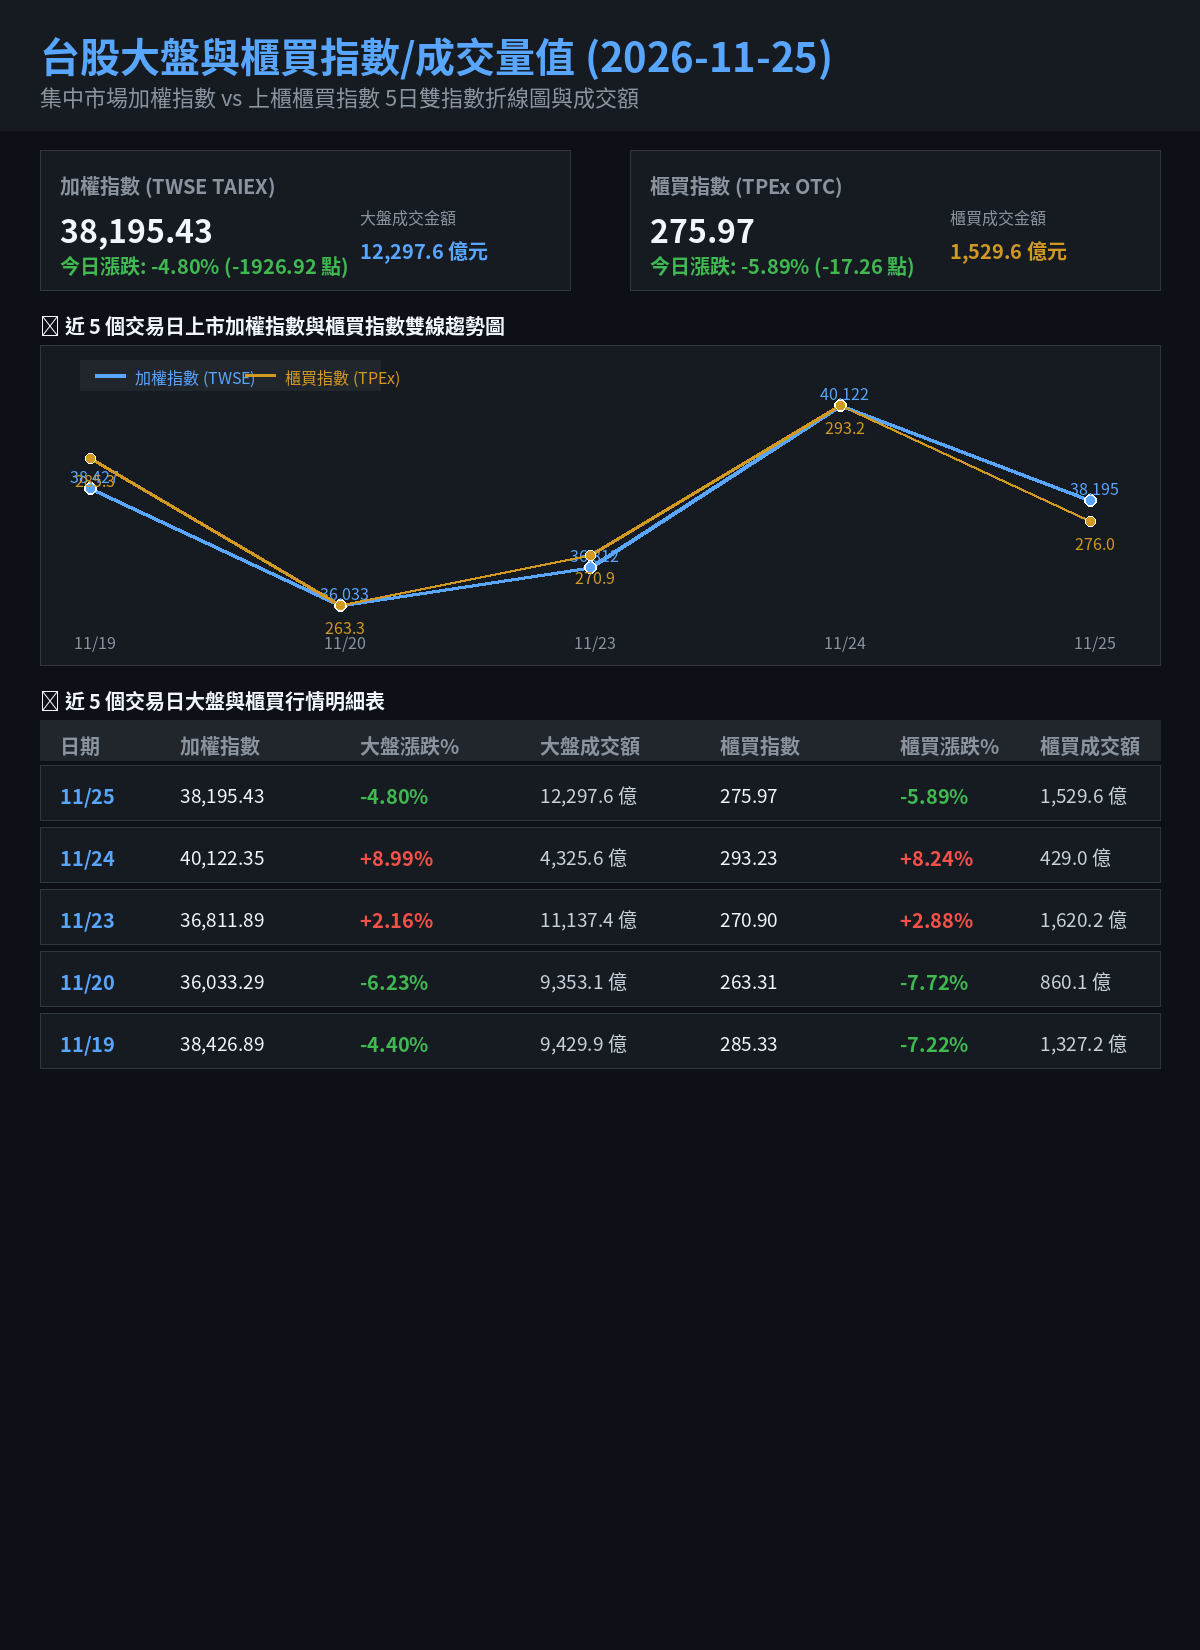 台股大盤與櫃買指數/成交量值 (2026-11-25)
集中市場加權指數 vs 上櫃櫃買指數 5日雙指數折線圖與成交額
加權指數 (TWSE TAIEX)
38,195.43
今日漲跌: -4.80% (-1926.92 點)
大盤成交金額
12,297.6 億元
櫃買指數 (TPEx OTC)
275.97
今日漲跌: -5.89% (-17.26 點)
櫃買成交金額
1,529.6 億元
近 5 個交易日上市加權指數與櫃買指數雙線趨勢圖
加權指數 (TWSE) 櫃買指數 (TPEx)
40,122
293.2
38,427
285.3
38,195
276.0
36,812
270.9
36,033
263.3
11/19 11/20 11/23 11/24 11/25
近 5 個交易日大盤與櫃買行情明細表
日期 加權指數 大盤漲跌% 大盤成交額 櫃買指數 櫃買漲跌% 櫃買成交額
11/25 38,195.43 -4.80% 12,297.6 億 275.97 -5.89% 1,529.6 億
11/24 40,122.35 +8.99% 4,325.6 億 293.23 +8.24% 429.0 億
11/23 36,811.89 +2.16% 11,137.4 億 270.90 +2.88% 1,620.2 億
11/20 36,033.29 -6.23% 9,353.1 億 263.31 -7.72% 860.1 億
11/19 38,426.89 -4.40% 9,429.9 億 285.33 -7.22% 1,327.2 億